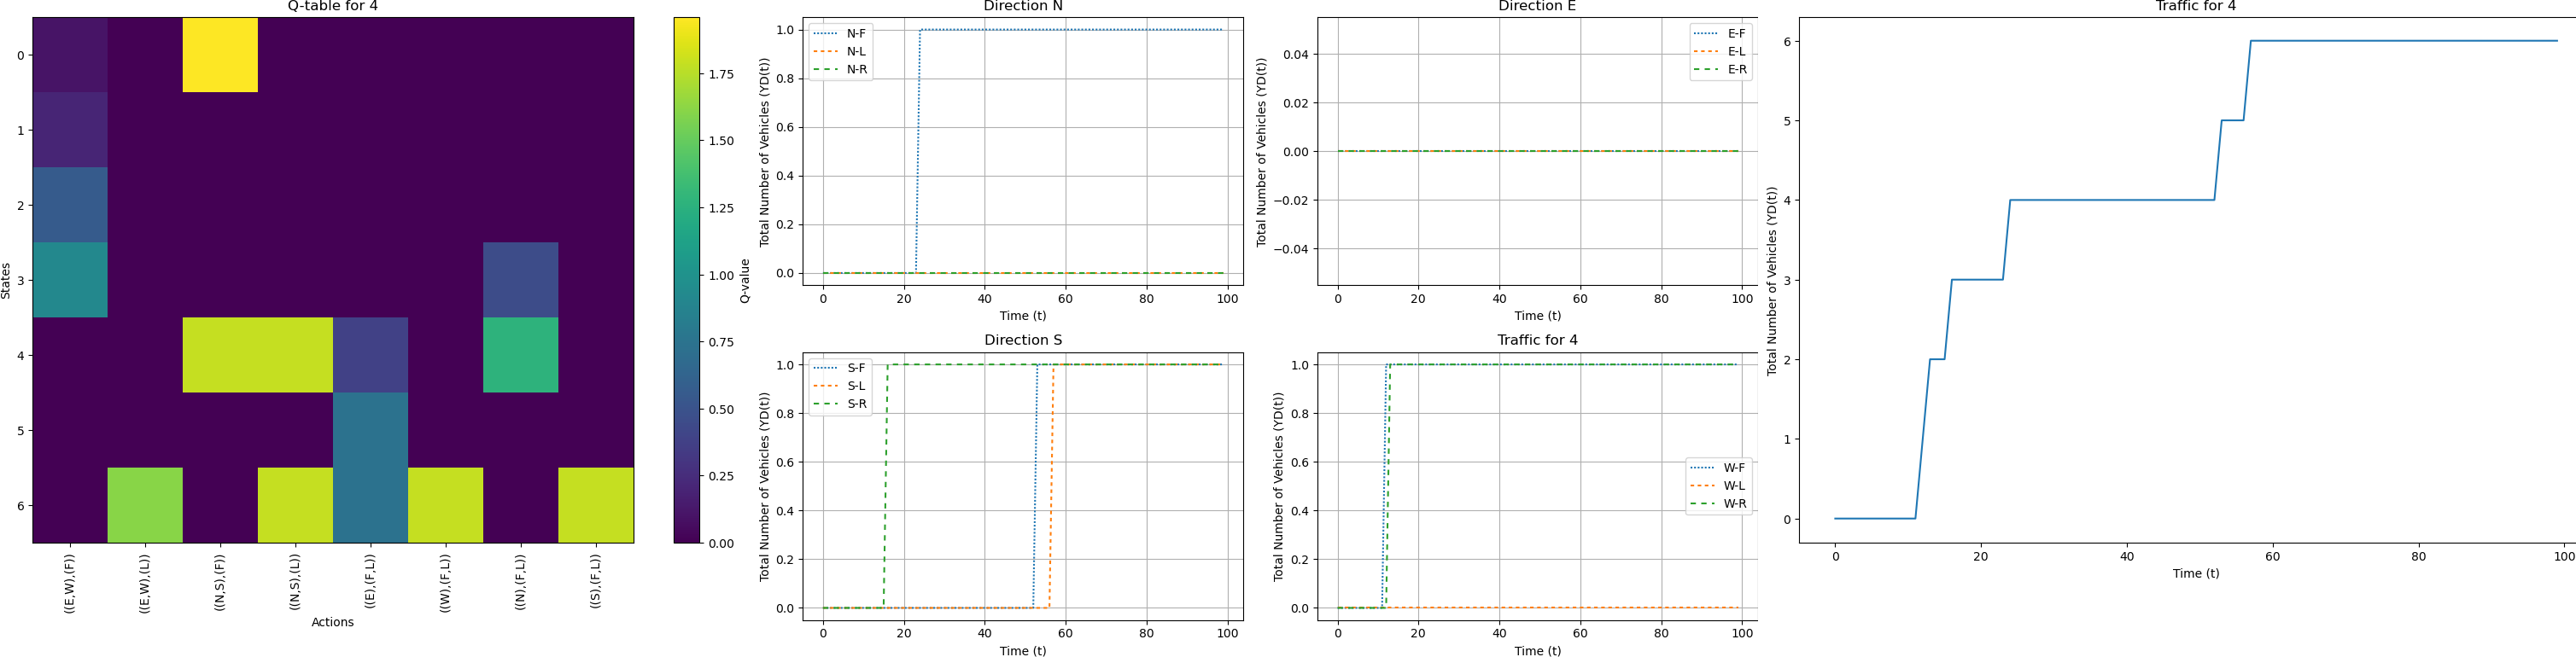 Q-table for 4
0
1
2
3
4
5
6
States
((E,W),(F))
((E,W),(L))
((N,S),(F))
((N,S),(L))
((E),(F,L))
((W),(F,L))
((N),(F,L))
((S),(F,L))
Actions
1.75
1.50
1.25
1.00
0.75
0.50
0.25
0.00
Q-value
Direction N
N-F
N-L
N-R
1.0
0.8
0.6
0.4
0.2
0.0
Total Number of Vehicles (YD(t))
0 20 40 60 80 100
Time (t)
Direction E
E-F
E-L
E-R
0.04
0.02
0.00
−0.02
−0.04
Total Number of Vehicles (YD(t))
0 20 40 60 80 100
Time (t)
Direction S
S-F
S-L
S-R
1.0
0.8
0.6
0.4
0.2
0.0
Total Number of Vehicles (YD(t))
0 20 40 60 80 100
Time (t)
Traffic for 4
W-F
W-L
W-R
1.0
0.8
0.6
0.4
0.2
0.0
Total Number of Vehicles (YD(t))
0 20 40 60 80 100
Time (t)
Traffic for 4
6
5
4
3
2
1
0
Total Number of Vehicles (YD(t))
0 20 40 60 80 100
Time (t)